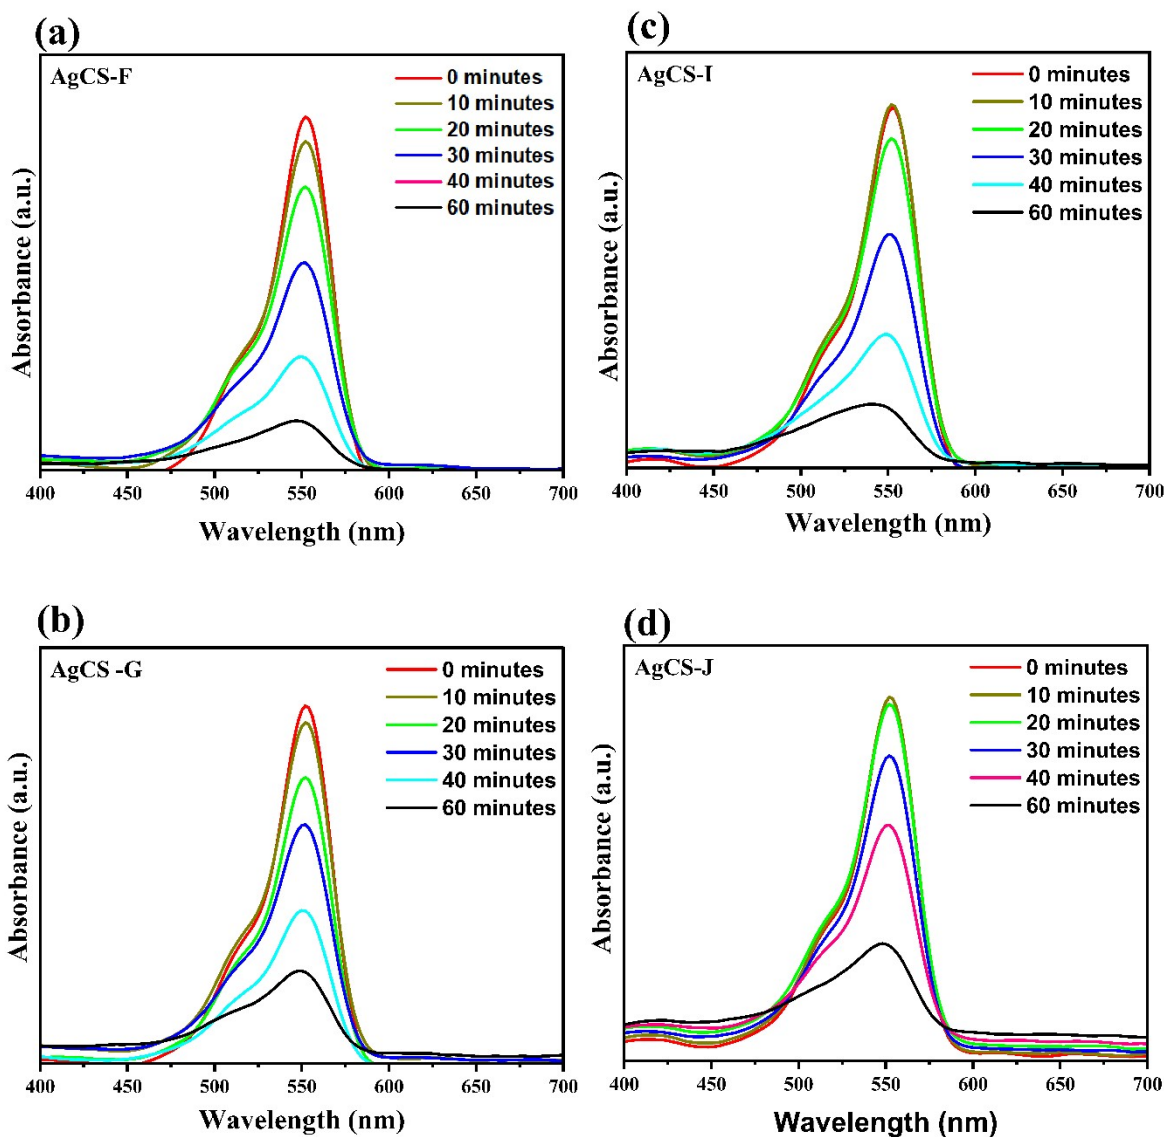 (a)
AgCS-F
0 minutes
10 minutes
20 minutes
30 minutes
40 minutes
60 minutes
Absorbance (a.u.)
400 450 500 550 600 650 700
Wavelength (nm)
(c)
AgCS-I
0 minutes
10 minutes
20 minutes
30 minutes
40 minutes
60 minutes
Absorbance (a.u.)
400 450 500 550 600 650 700
Wavelength (nm)
(b)
AgCS -G
0 minutes
10 minutes
20 minutes
30 minutes
40 minutes
60 minutes
Absorbance (a.u.)
400 450 500 550 600 650 700
Wavelength (nm)
(d)
AgCS-J
0 minutes
10 minutes
20 minutes
30 minutes
40 minutes
60 minutes
Absorbance (a.u.)
400 450 500 550 600 650 700
Wavelength (nm)